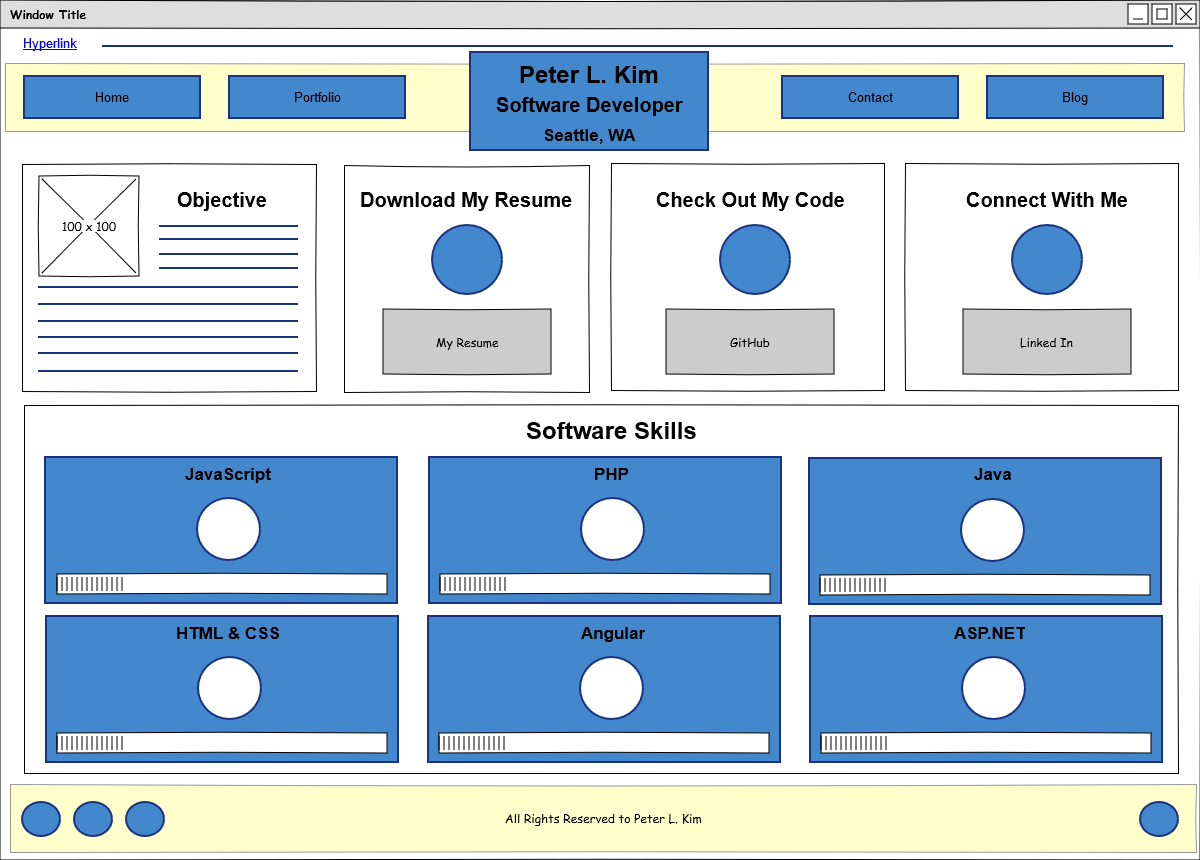 Window Title
Hyperlink
Home
Portfolio
Peter L. Kim
Software Developer
Seattle, WA
Contact
Blog
100 x 100
Objective
Download My Resume
My Resume
Check Out My Code
GitHub
Connect With Me
Linked In
Software Skills
JavaScript
PHP
Java
HTML & CSS
Angular
ASP.NET
All Rights Reserved to Peter L. Kim